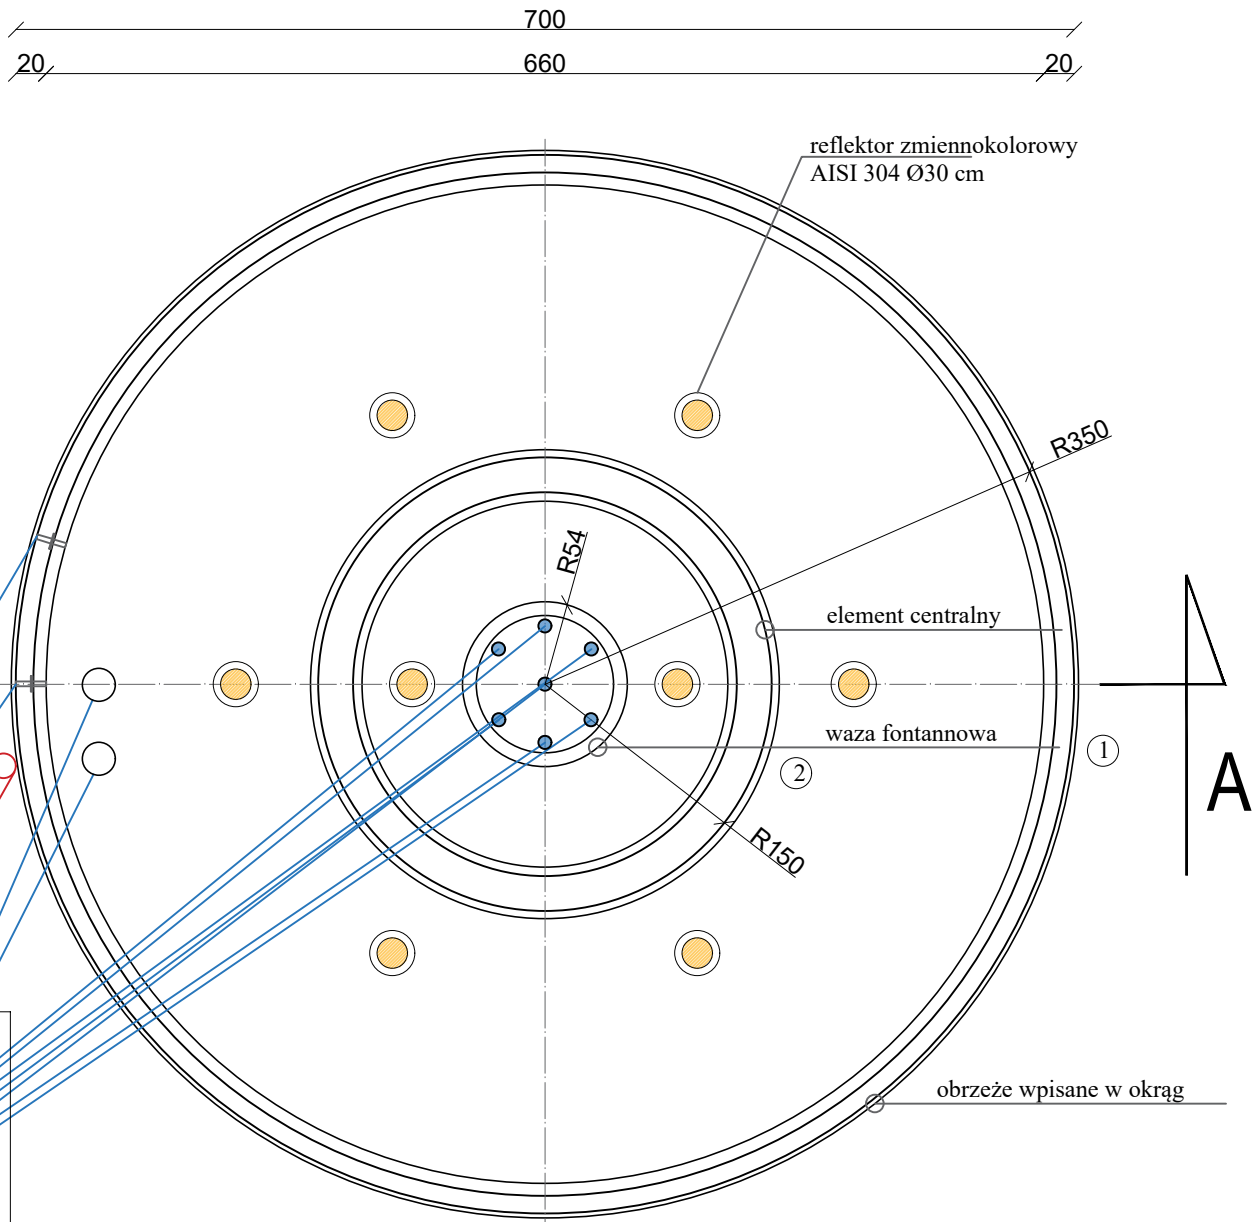 700
20 660 20
reflektor zmiennokolorowy
AISI 304 Ø30 cm
R350
R54
element centralny
waza fontannowa
1
2
A
R150
obrzeże wpisane w okrąg